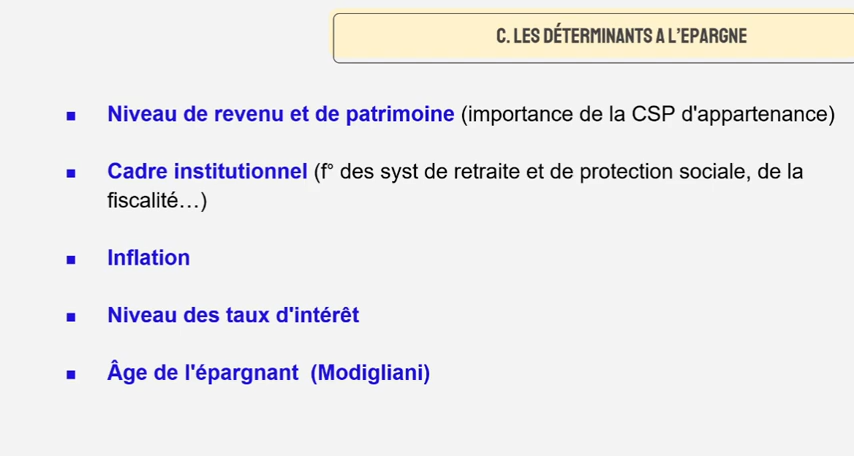 C. LES DÉTERMINANTS A L'EPARGNE
▪ Niveau de revenu et de patrimoine (importance de la CSP d'appartenance)
▪ Cadre institutionnel (f° des syst de retraite et de protection sociale, de la
fiscalité…)
▪ Inflation
▪ Niveau des taux d'intérêt
▪ Âge de l'épargnant  (Modigliani)